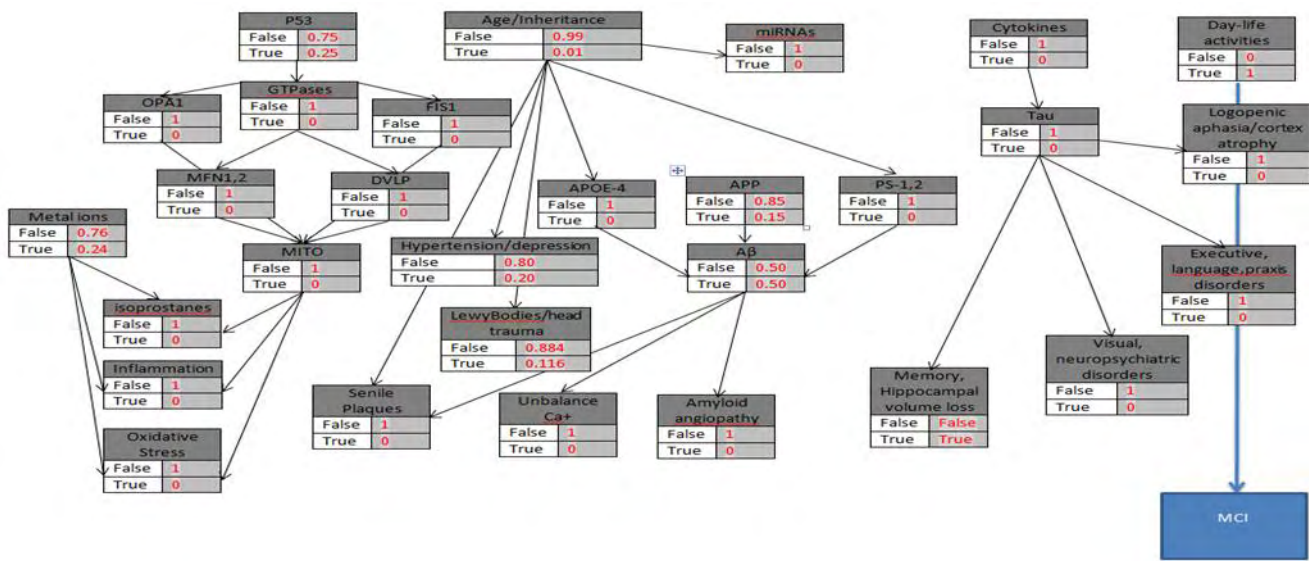 P53
False 0.75
True 0.25
Age/Inheritance
False 0.99
True 0.01
miRNAs
False 1
True 0
Cytokines
False 1
True 0
Day-life
activities
False 0
True 1
OPA1
False 1
True 0
GTPases
False 1
True 0
FIS1
False 1
True 0
Tau
False 1
True 0
Logopenic
aphasia/cortex
atrophy
False 1
True 0
MFN1,2
False 1
True 0
DVLP
False 1
True 0
APOE-4
False 1
True 0
APP
False 0.85
True 0.15
PS-1,2
False 1
True 0
Metal ions
False 0.76
True 0.24
MITO
False 1
True 0
Hypertension/depression
False 0.80
True 0.20
Aβ
False 0.50
True 0.50
Executive,
language,praxis
disorders
False 1
True 0
isoprostanes
False 1
True 0
LewyBodies/head
trauma
False 0.884
True 0.116
Visual,
neuropsychiatric
disorders
False 1
True 0
Inflammation
False 1
True 0
Senile
Plaques
False 1
True 0
Unbalance
Ca+
False 1
True 0
Amyloid
angiopathy
False 1
True 0
Memory,
Hippocampal
volume loss
False False
True True
Oxidative
Stress
False 1
True 0
MCI